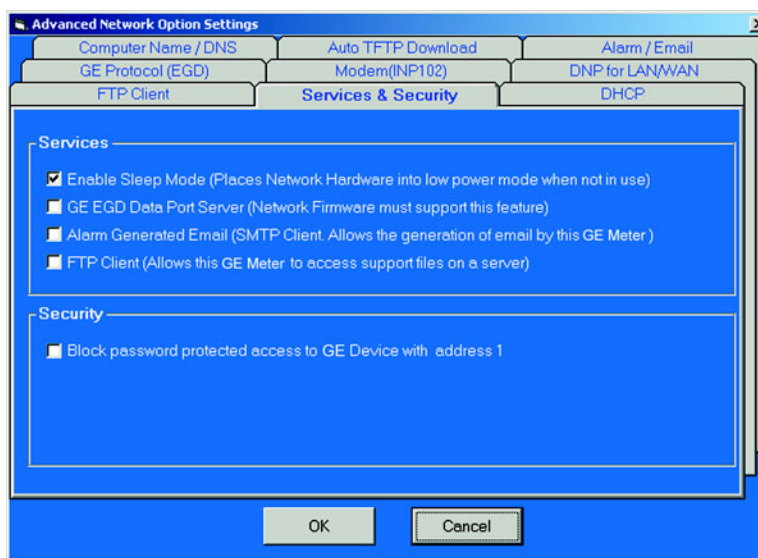 Advanced Network Option Settings
Computer Name / DNS
Auto TFTP Download
Alarm / Email
GE Protocol (EGD)
Modem(INP102)
DNP for LAN/WAN
FTP Client
Services & Security
DHCP
Services
Enable Sleep Mode (Places Network Hardware into low power mode when not in use)
GE EGD Data Port Server (Network Firmware must support this feature)
Alarm Generated Email (SMTP Client. Allows the generation of email by this GE Meter )
FTP Client (Allows this GE Meter to access support files on a server)
Security
Block password protected access to GE Device with address 1
OK
Cancel